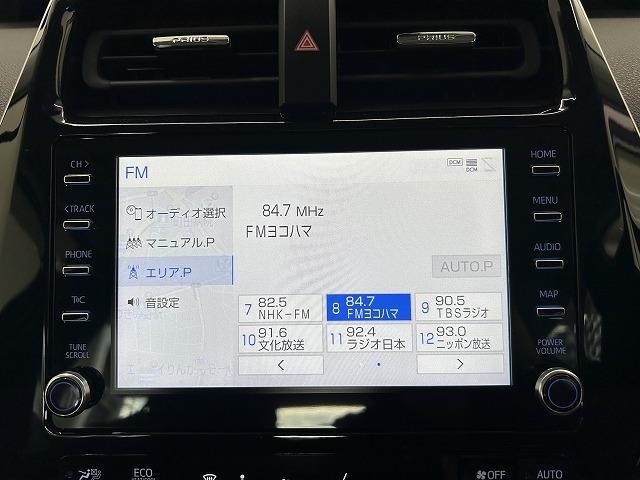 PRIUS
PRIUS
CH >
< TRACK
PHONE
T&C
TUNE
SCROLL
FM
DCM
DCM
オーディオ選択
マニュアル.P
エリア.P
音設定
84.7 MHz
FMヨコハマ
AUTO.P
7 82.5 NHK-FM
8 84.7 FMヨコハマ
9 90.5 TBSラジオ
10 91.6 文化放送
11 92.4 ラジオ日本
12 93.0 ニッポン放送
<
>
HOME
MENU
AUDIO
MAP
POWER
VOLUME
ECO
OFF
AUTO